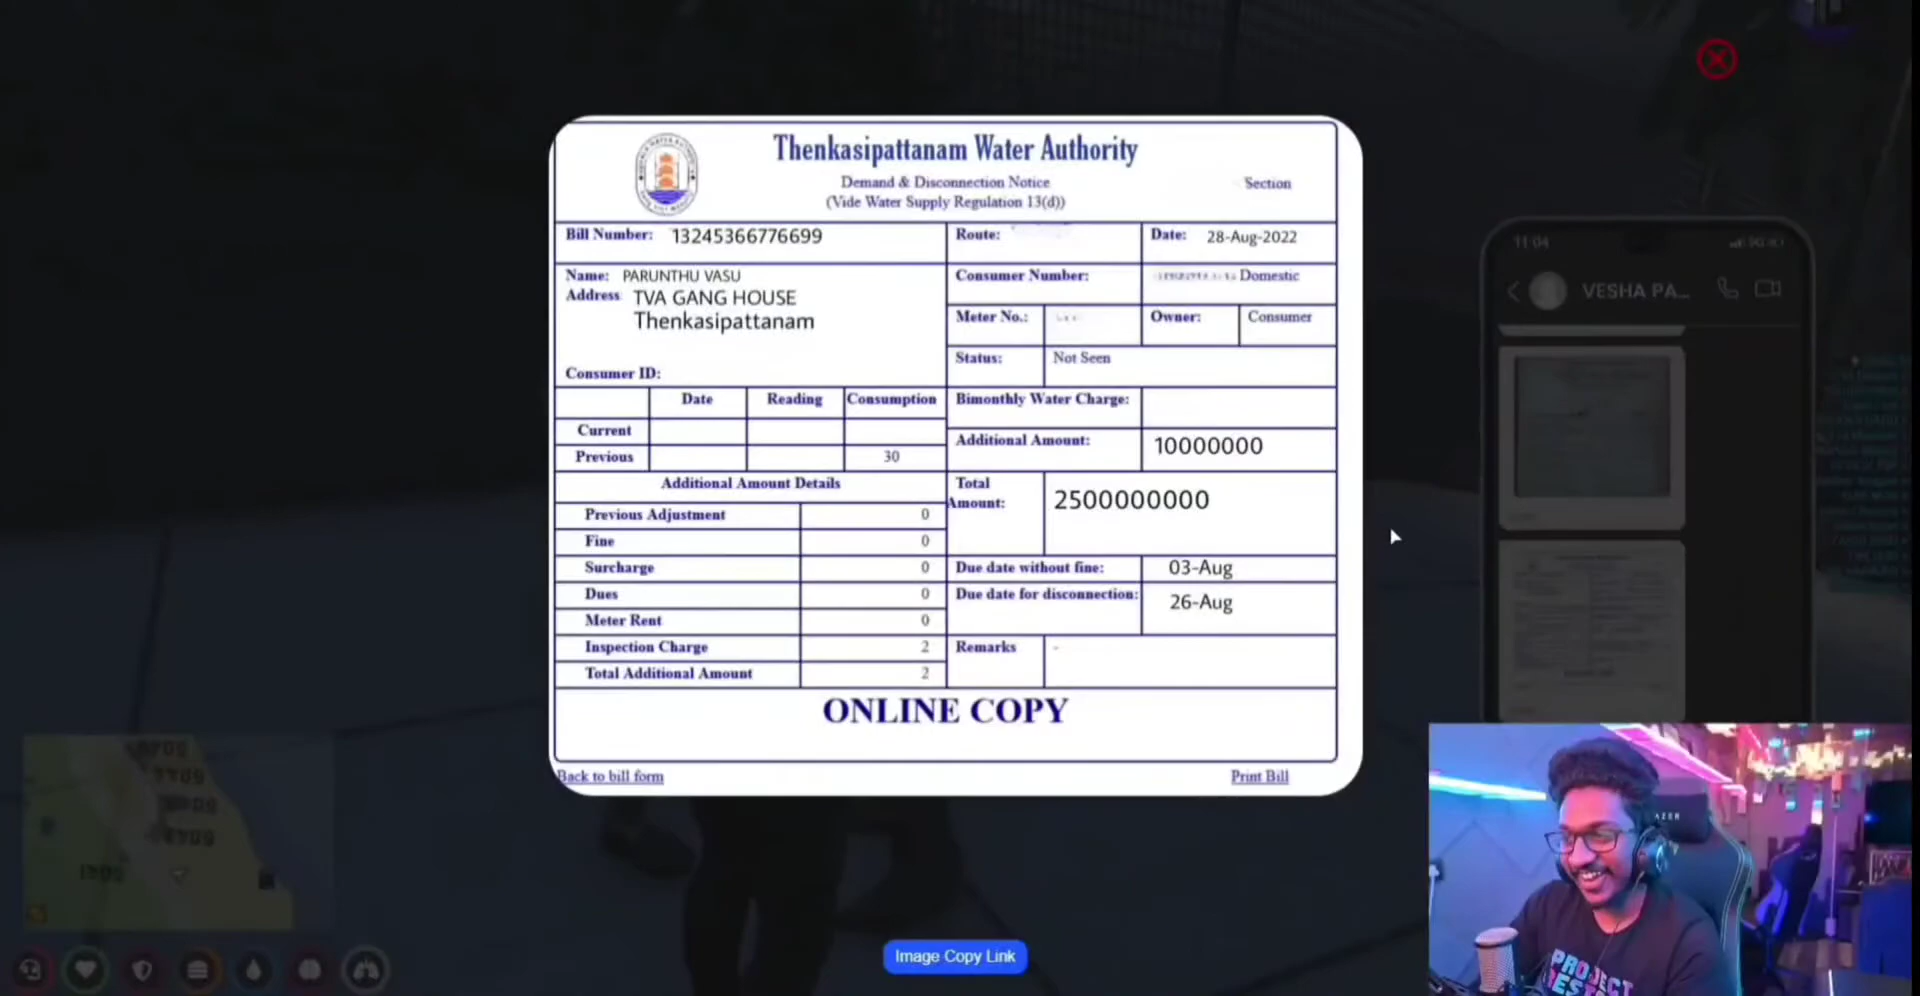 Thenkasipattanam Water Authority
Demand & Disconnection Notice
(Vide Water Supply Regulation 13(d))
Section
Bill Number: 13245366776699
Route:
Date: 28-Aug-2022
Name: PARUNTHU VASU
Address TVA GANG HOUSE
Thenkasipattanam
Consumer ID:
Consumer Number: Domestic
Meter No.:
Owner: Consumer
Status: Not Seen
Date Reading Consumption
Current
Previous 30
Bimonthly Water Charge:
Additional Amount: 10000000
Additional Amount Details
Previous Adjustment 0
Fine 0
Surcharge 0
Dues 0
Meter Rent 0
Inspection Charge 2
Total Additional Amount 2
Total
Amount: 2500000000
Due date without fine: 03-Aug
Due date for disconnection: 26-Aug
Remarks -
ONLINE COPY
Back to bill form
Print Bill
Image Copy Link
11:04
VESHA PA...
PROJECT